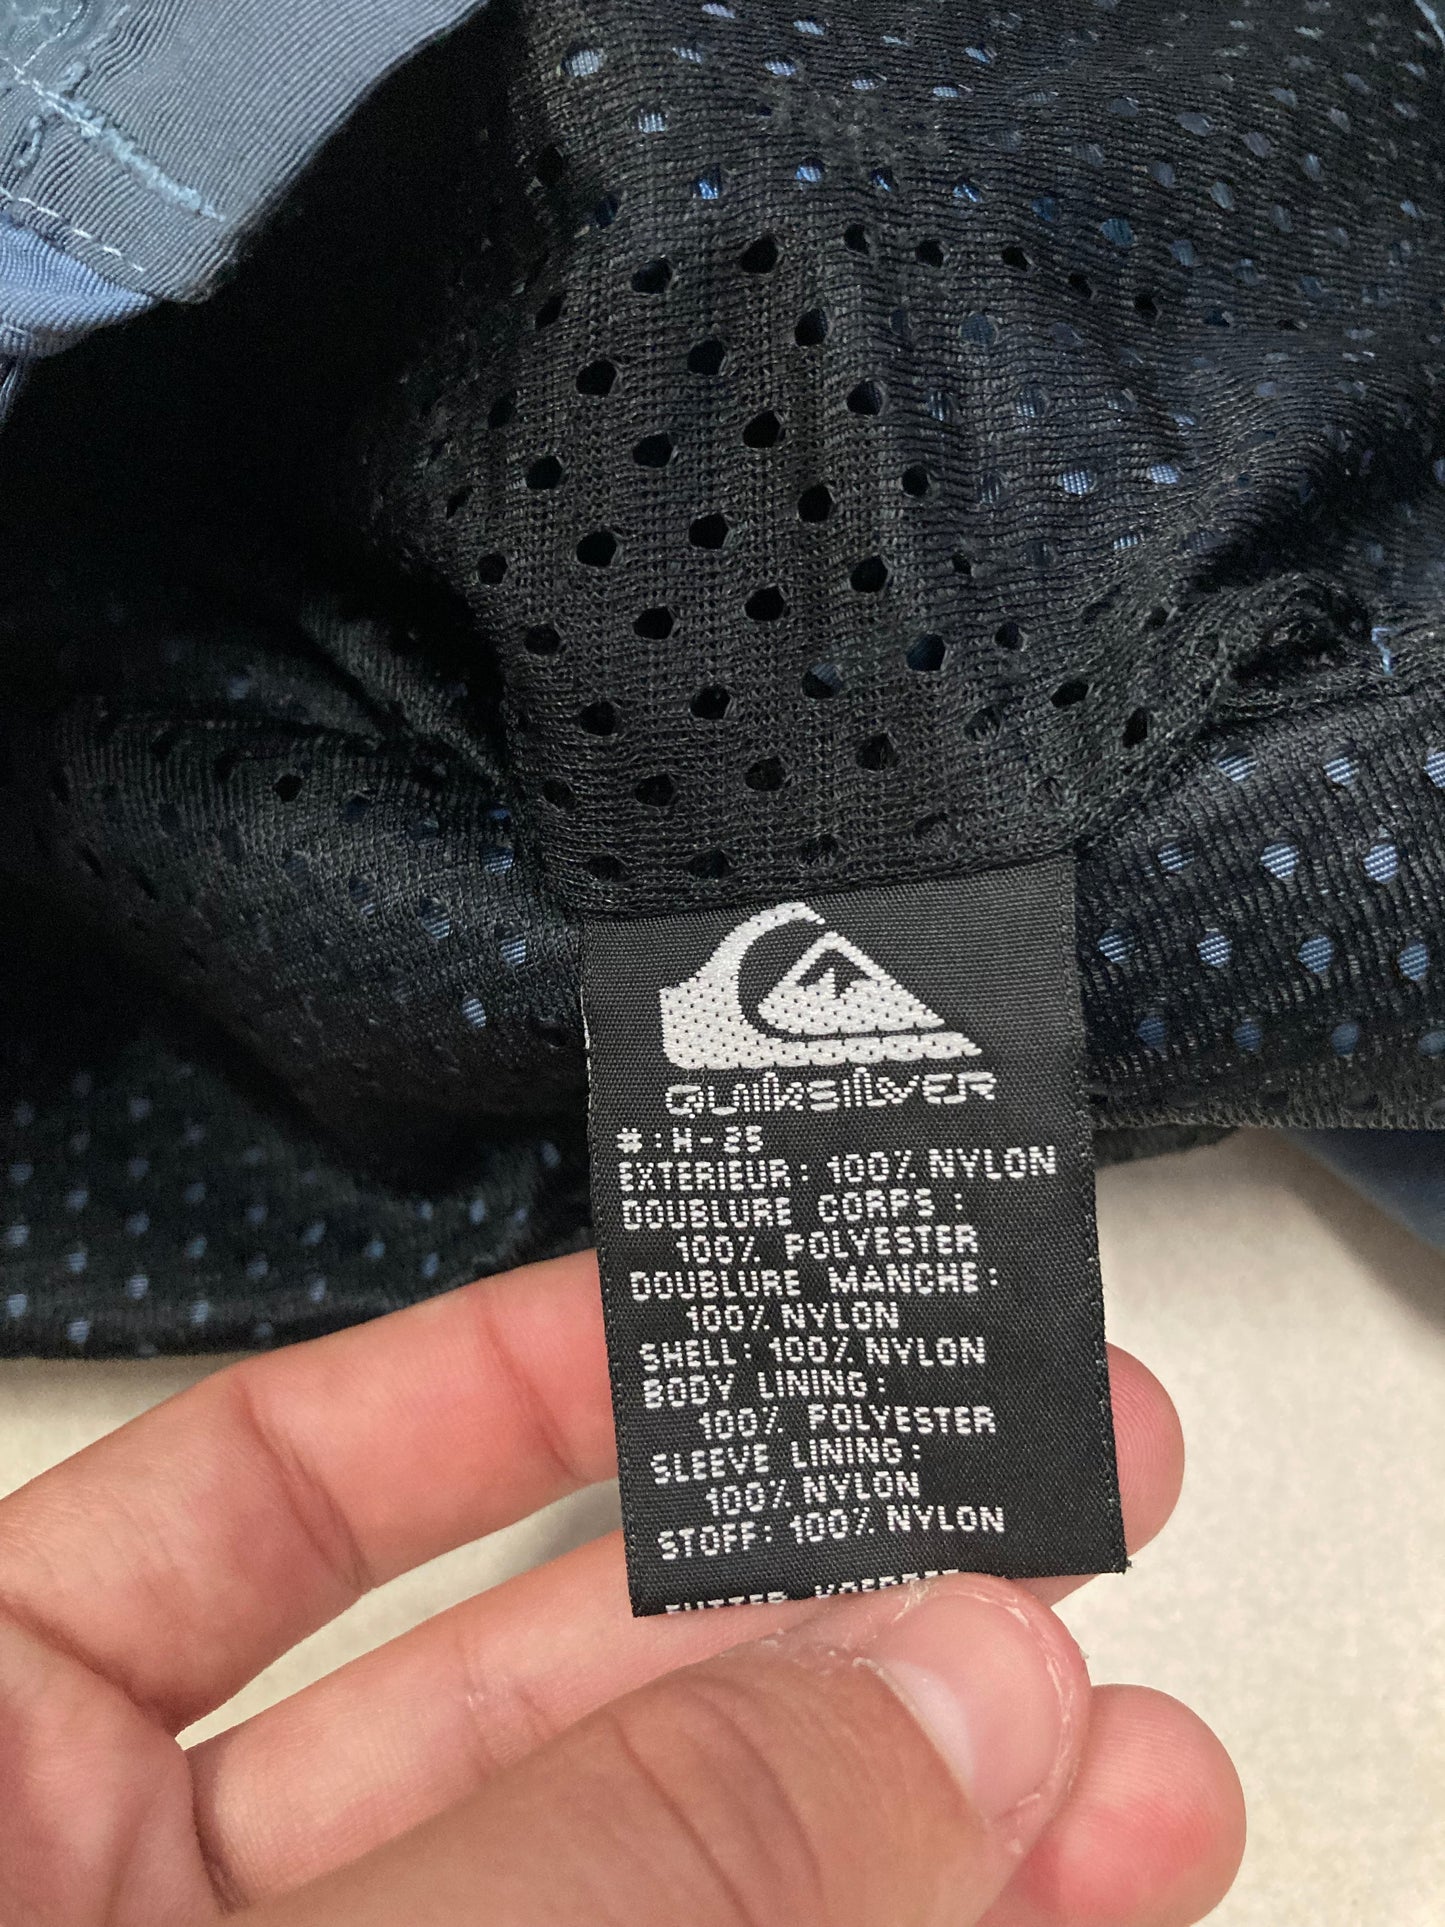 QUIKSILVER
#:H-25
EXTERIEUR: 100% NYLON
DOUBLURE CORPS:
100% POLYESTER
DOUBLURE MANCHE:
100% NYLON
SHELL: 100% NYLON
BODY LINING:
100% POLYESTER
SLEEVE LINING:
100% NYLON
STOFF: 100% NYLON
FUTTER